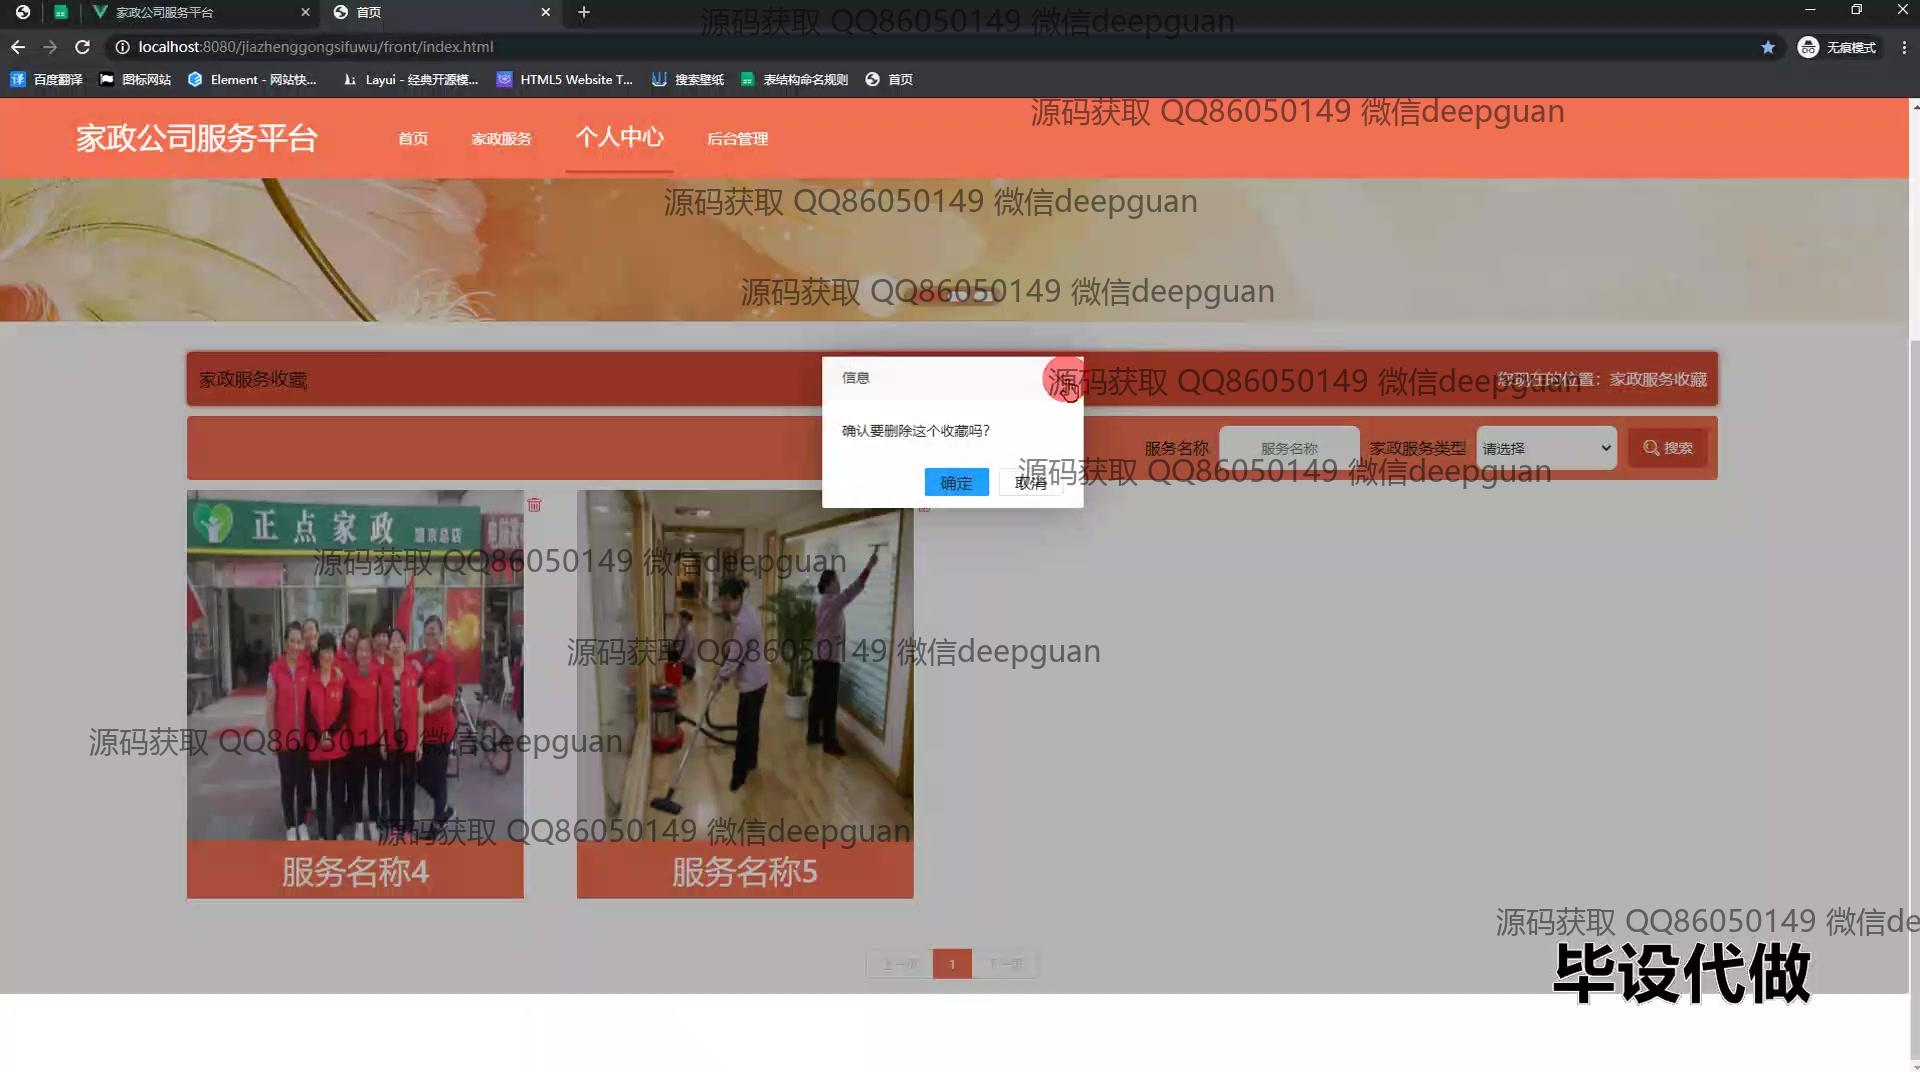 家政公司服务平台
首页
源码获取 QQ86050149 微信deepguan
localhost:8080/jiazhenggongsifuwu/front/index.html
无痕模式
百度翻译
图标网站
Element - 网站快...
Layui - 经典开源模...
HTML5 Website T...
搜索壁纸
表结构命名规则
首页
源码获取 QQ86050149 微信deepguan
家政公司服务平台
首页
家政服务
个人中心
后台管理
源码获取 QQ86050149 微信deepguan
源码获取 QQ86050149 微信deepguan
家政服务收藏
信息
源码获取 QQ86050149 微信deepguan
您现在的位置：家政服务收藏
确认要删除这个收藏吗?
服务名称
服务名称
家政服务类型
请选择
搜索
确定
取消
源码获取 QQ86050149 微信deepguan
正点家政
源码获取 QQ86050149 微信deepguan
源码获取 QQ86050149 微信deepguan
源码获取 QQ86050149 微信deepguan
源码获取 QQ86050149 微信deepguan
服务名称4
服务名称5
源码获取 QQ86050149 微信de
上一页
1
下一页
毕设代做